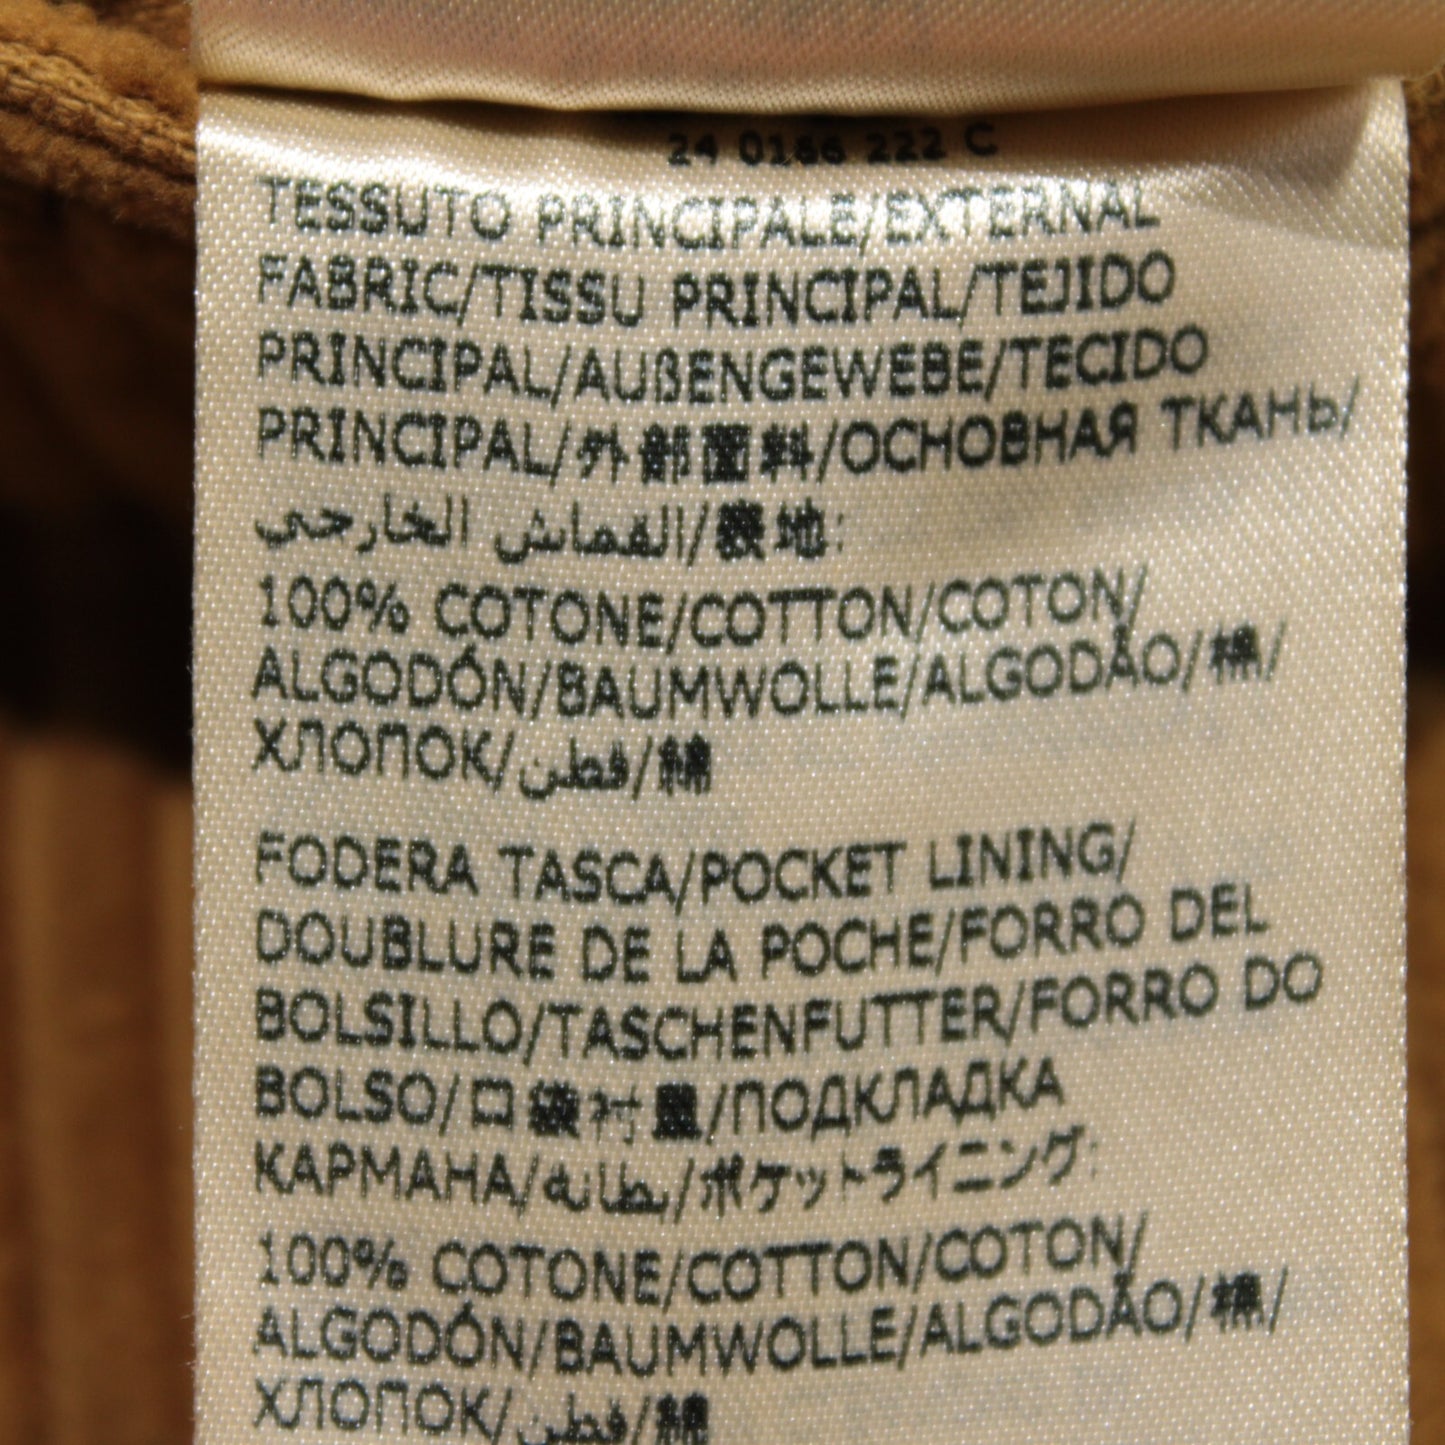 24 0166 222 C
TESSUTO PRINCIPALE/EXTERNAL
FABRIC/TISSU PRINCIPAL/TEJIDO
PRINCIPAL/AUßENGEWEBE/TECIDO
PRINCIPAL/外部面料/ОСНОВНАЯ ТКАНЬ/
القماش الخارجي/表地:
100% COTONE/COTTON/COTON/
ALGODÓN/BAUMWOLLE/ALGODÃO/棉/
ХЛОПОК/قطن/綿
FODERA TASCA/POCKET LINING/
DOUBLURE DE LA POCHE/FORRO DEL
BOLSILLO/TASCHENFUTTER/FORRO DO
BOLSO/口袋衬里/ПОДКЛАДКА
КАРМАНА/بطانة/ポケットライニング:
100% COTONE/COTTON/COTON/
ALGODÓN/BAUMWOLLE/ALGODÃO/棉/
ХЛОПОК/قطن/綿